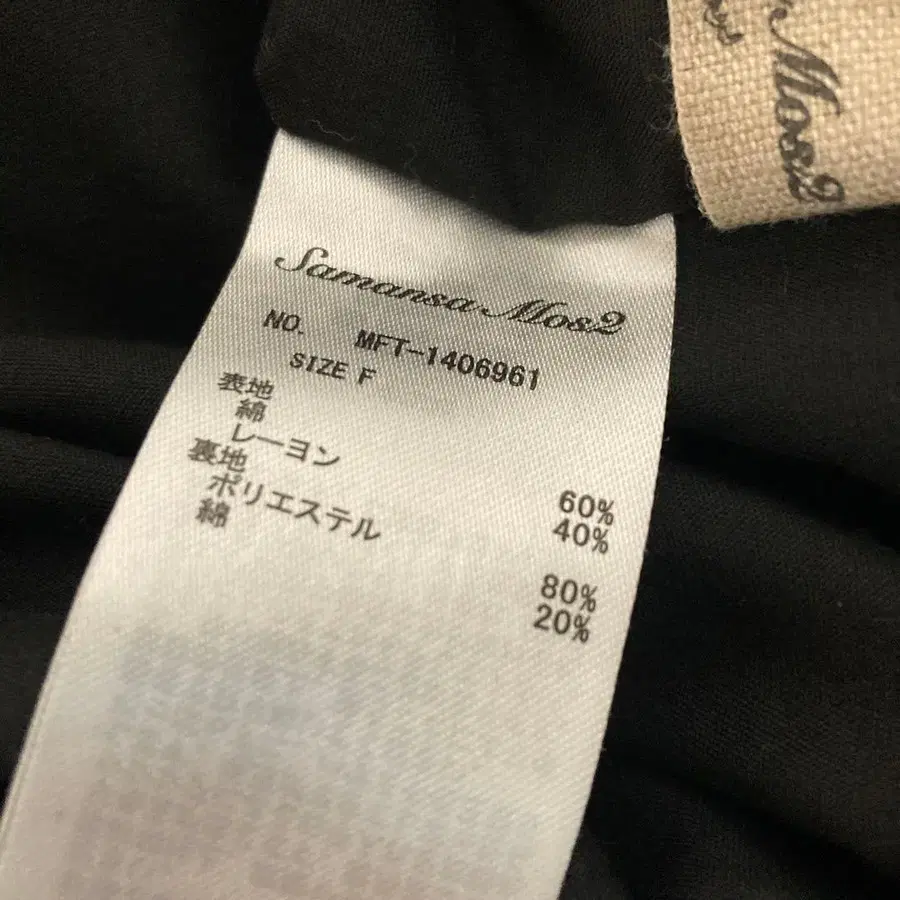 Mos2
Samansa Mos2
NO. MFT-1406961
SIZE F
表地
綿 60%
レーヨン 40%
裏地
ポリエステル 80%
綿 20%